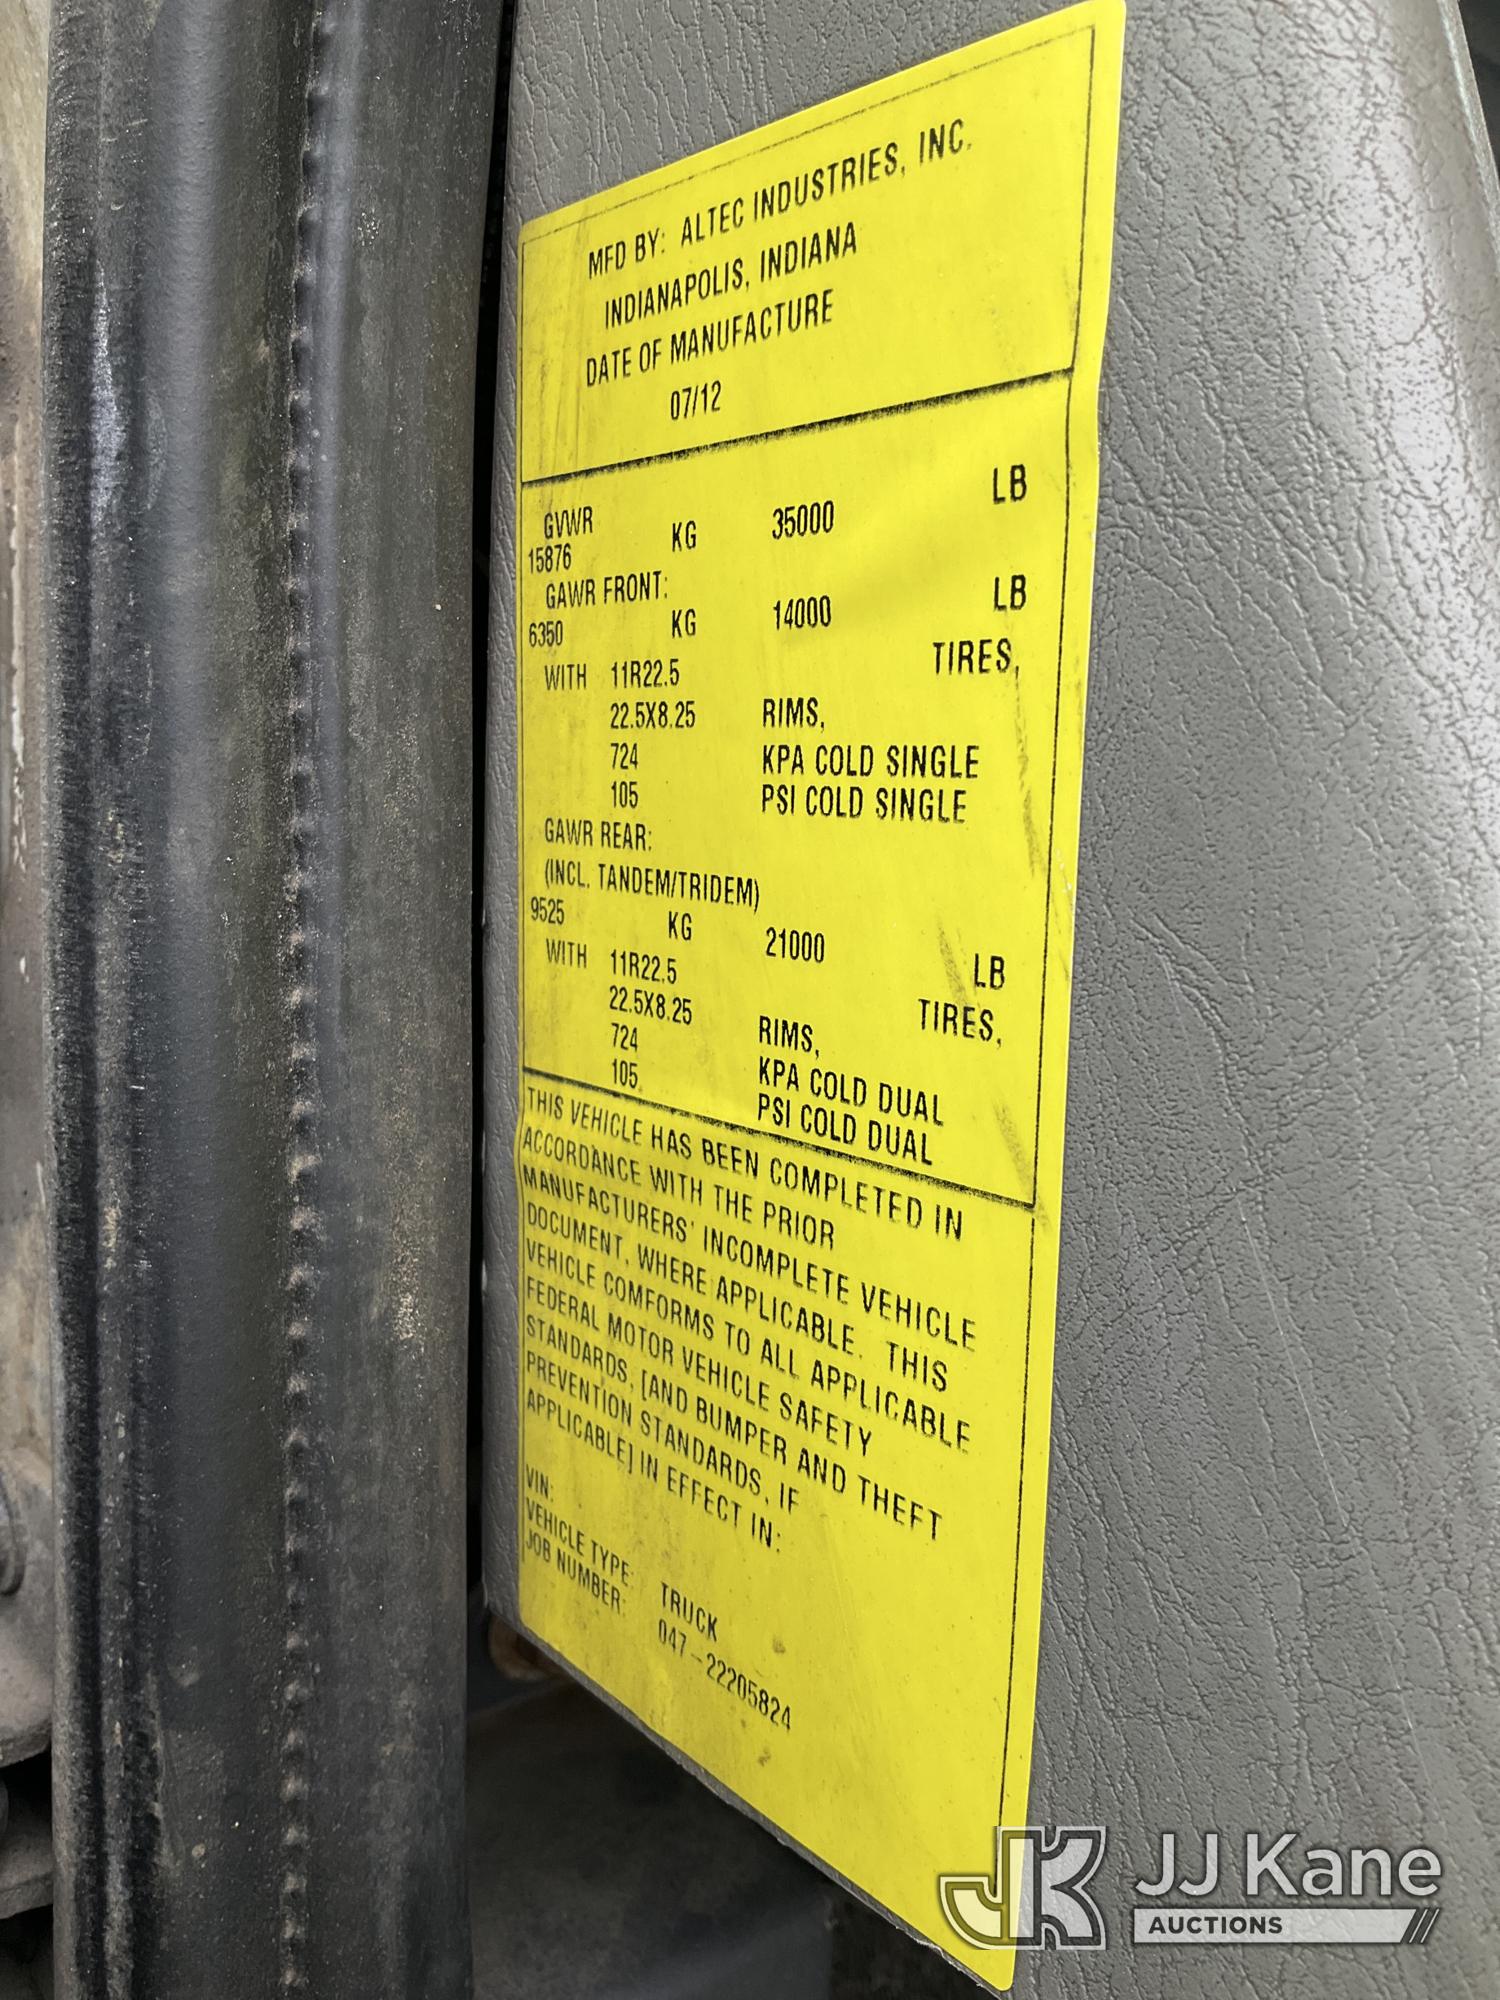 MFD BY: ALTEC INDUSTRIES, INC.
INDIANAPOLIS, INDIANA
DATE OF MANUFACTURE
07/12
GVWR
15876 KG 35000 LB
GAWR FRONT:
6350 KG 14000 LB
WITH 11R22.5 TIRES,
22.5X8.25 RIMS,
724 KPA COLD SINGLE
105 PSI COLD SINGLE
GAWR REAR:
(INCL. TANDEM/TRIDEM)
9525 KG 21000 LB
WITH 11R22.5 TIRES,
22.5X8.25 RIMS,
724 KPA COLD DUAL
105 PSI COLD DUAL
THIS VEHICLE HAS BEEN COMPLETED IN
ACCORDANCE WITH THE PRIOR
MANUFACTURERS' INCOMPLETE VEHICLE
DOCUMENT, WHERE APPLICABLE. THIS
VEHICLE COMFORMS TO ALL APPLICABLE
FEDERAL MOTOR VEHICLE SAFETY
STANDARDS, [AND BUMPER AND THEFT
PREVENTION STANDARDS, IF
APPLICABLE] IN EFFECT IN:
VIN:
VEHICLE TYPE: TRUCK
JOB NUMBER: 047-22205824
JK JJ Kane
AUCTIONS